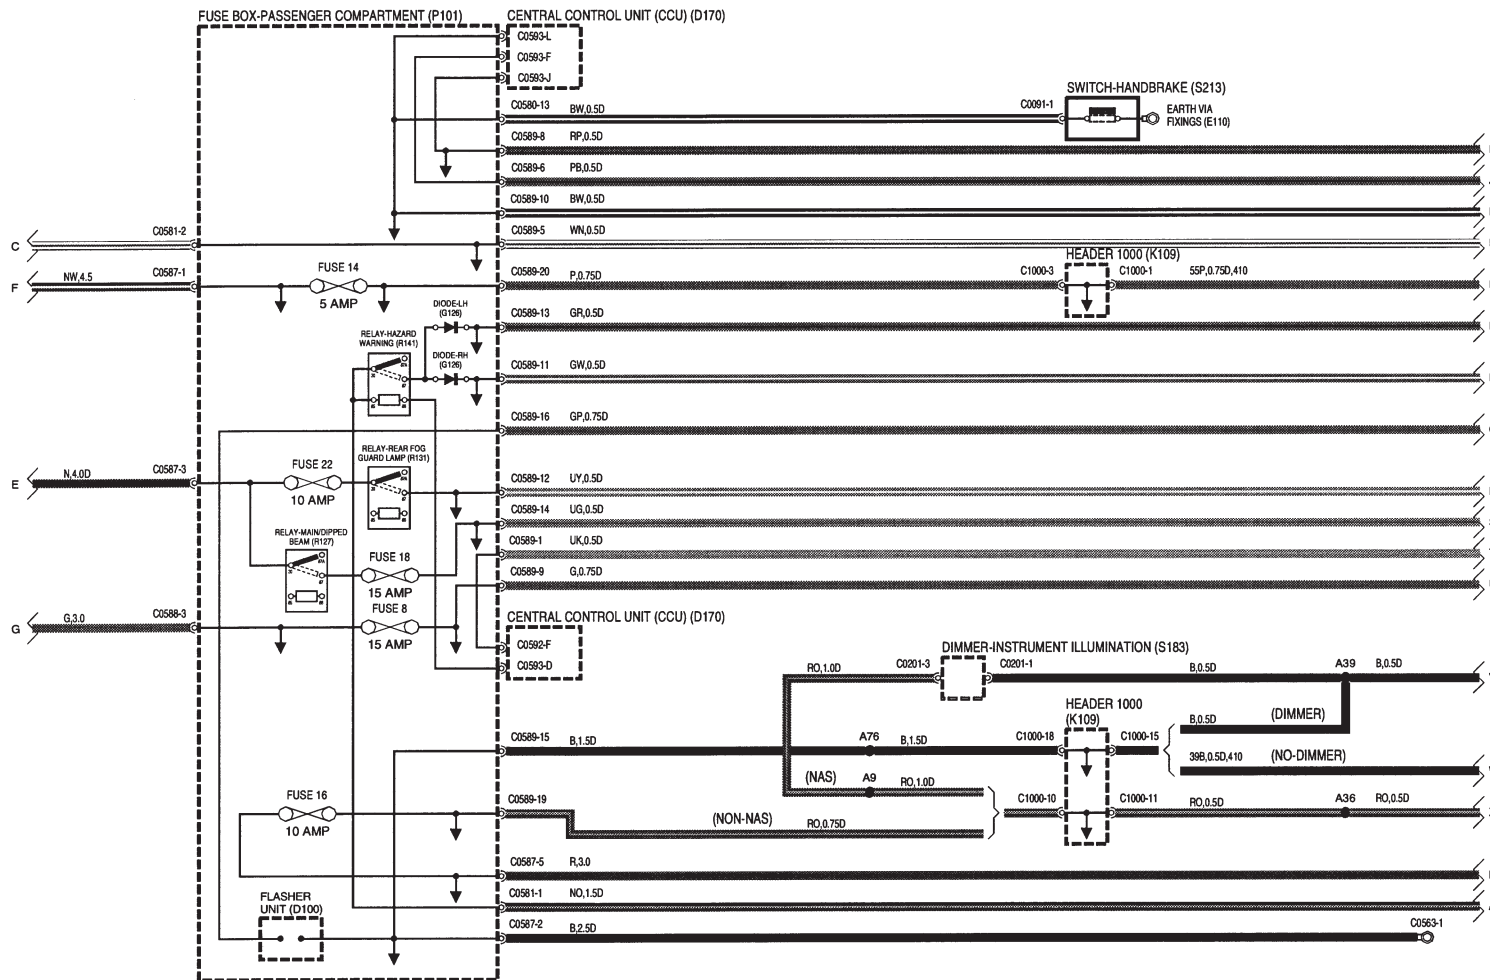 FUSE BOX-PASSENGER COMPARTMENT (P101)
CENTRAL CONTROL UNIT (CCU) (D170)
C0593-L
C0593-F
C0593-J
SWITCH-HANDBRAKE (S213)
C0580-13 BW,0.5D C0091-1
EARTH VIA
FIXINGS (E110)
C0589-8 RP,0.5D
C0589-6 PB,0.5D
C0589-10 BW,0.5D
C C0581-2 C0589-5 WN,0.5D
HEADER 1000 (K109)
F NW,4.5 C0587-1 FUSE 14 C0589-20 P,0.75D C1000-3 C1000-1 55P,0.75D,410
5 AMP
DIODE-LH
(G126)
C0589-13 GR,0.5D
RELAY-HAZARD
WARNING (R141)
DIODE-RH
(G126)
C0589-11 GW,0.5D
C0589-16 GP,0.75D
RELAY-REAR FOG
GUARD LAMP (R131)
E N,4.0D C0587-3 FUSE 22 C0589-12 UY,0.5D
10 AMP
C0589-14 UG,0.5D
RELAY-MAIN/DIPPED
BEAM (R127)
C0589-1 UK,0.5D
FUSE 18
C0589-9 G,0.75D
15 AMP
FUSE 8
G G,3.0 C0588-3
15 AMP
CENTRAL CONTROL UNIT (CCU) (D170)
C0592-F
C0593-D
DIMMER-INSTRUMENT ILLUMINATION (S183)
RO,1.0D C0201-3 C0201-1 B,0.5D A39 B,0.5D
HEADER 1000
(K109)
B,0.5D (DIMMER)
C0589-15 B,1.5D A76 B,1.5D C1000-18 C1000-15
39B,0.5D,410 (NO-DIMMER)
(NAS) A9 RO,1.0D
FUSE 16
10 AMP
C0589-19 C1000-10 C1000-11 RO,0.5D A36 RO,0.5D
(NON-NAS) RO,0.75D
C0587-5 R,3.0
C0581-1 NO,1.5D
FLASHER
UNIT (D100)
C0587-2 B,2.5D C0563-1